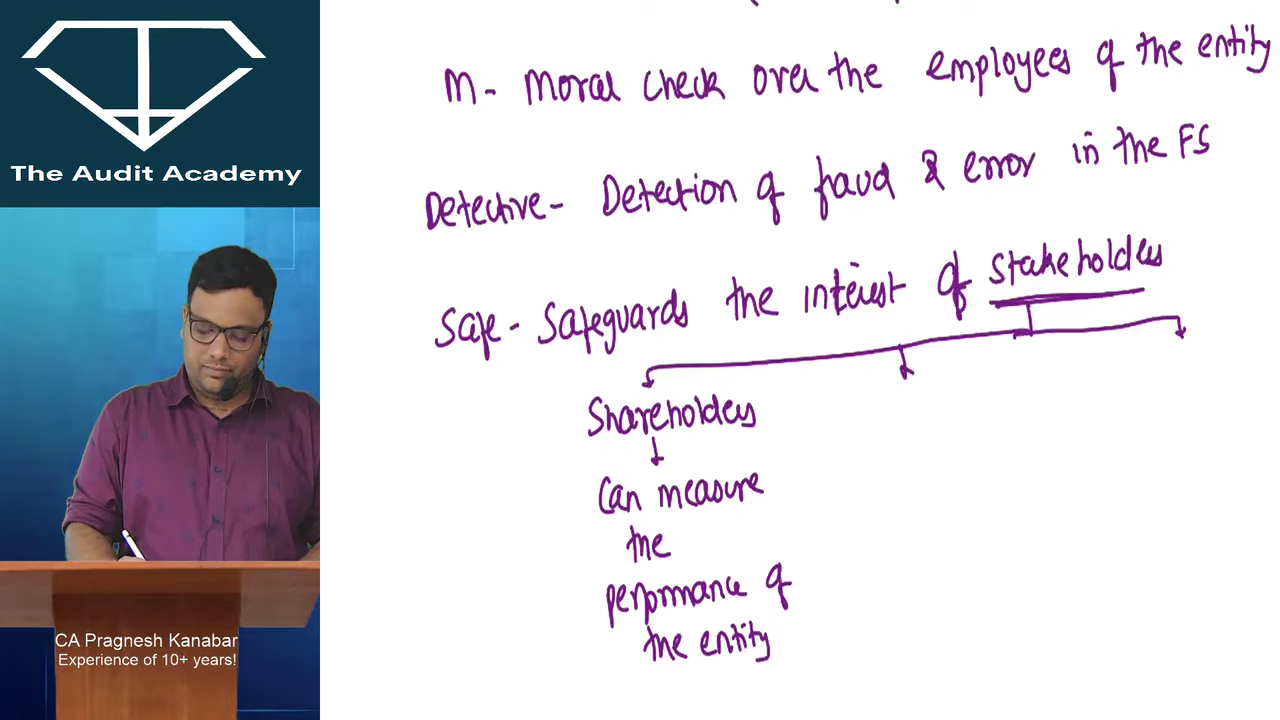 The Audit Academy
M- Moral check over the employees of the entity
Detective- Detection of fraud & error in the FS
Safe- Safeguards the interest of stakeholders
Shareholders
Can measure
the
performance of
the entity
CA Pragnesh Kanabar
Experience of 10+ years!